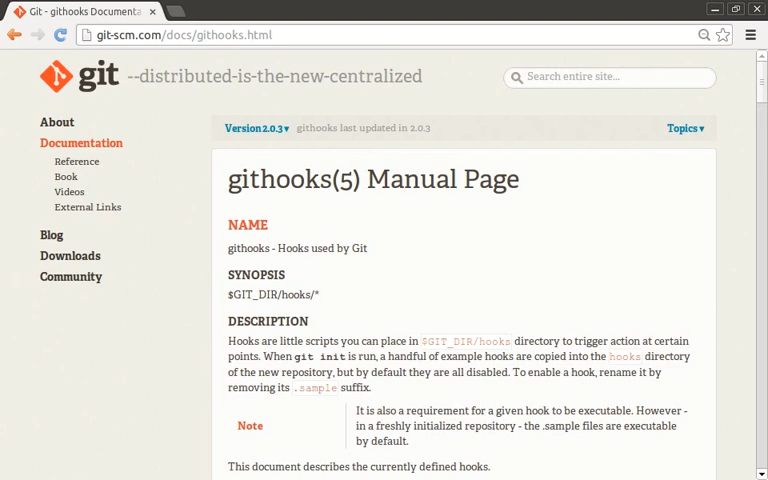 Git - githooks Documenta
git-scm.com/docs/githooks.html
git --distributed-is-the-new-centralized
Search entire site...
About
Documentation
Reference
Book
Videos
External Links
Blog
Downloads
Community
Version 2.0.3▾ githooks last updated in 2.0.3
Topics▾
githooks(5) Manual Page
NAME
githooks - Hooks used by Git
SYNOPSIS
$GIT_DIR/hooks/*
DESCRIPTION
Hooks are little scripts you can place in $GIT_DIR/hooks directory to trigger action at certain
points. When git init is run, a handful of example hooks are copied into the hooks directory
of the new repository, but by default they are all disabled. To enable a hook, rename it by
removing its .sample suffix.
Note
It is also a requirement for a given hook to be executable. However -
in a freshly initialized repository - the .sample files are executable
by default.
This document describes the currently defined hooks.